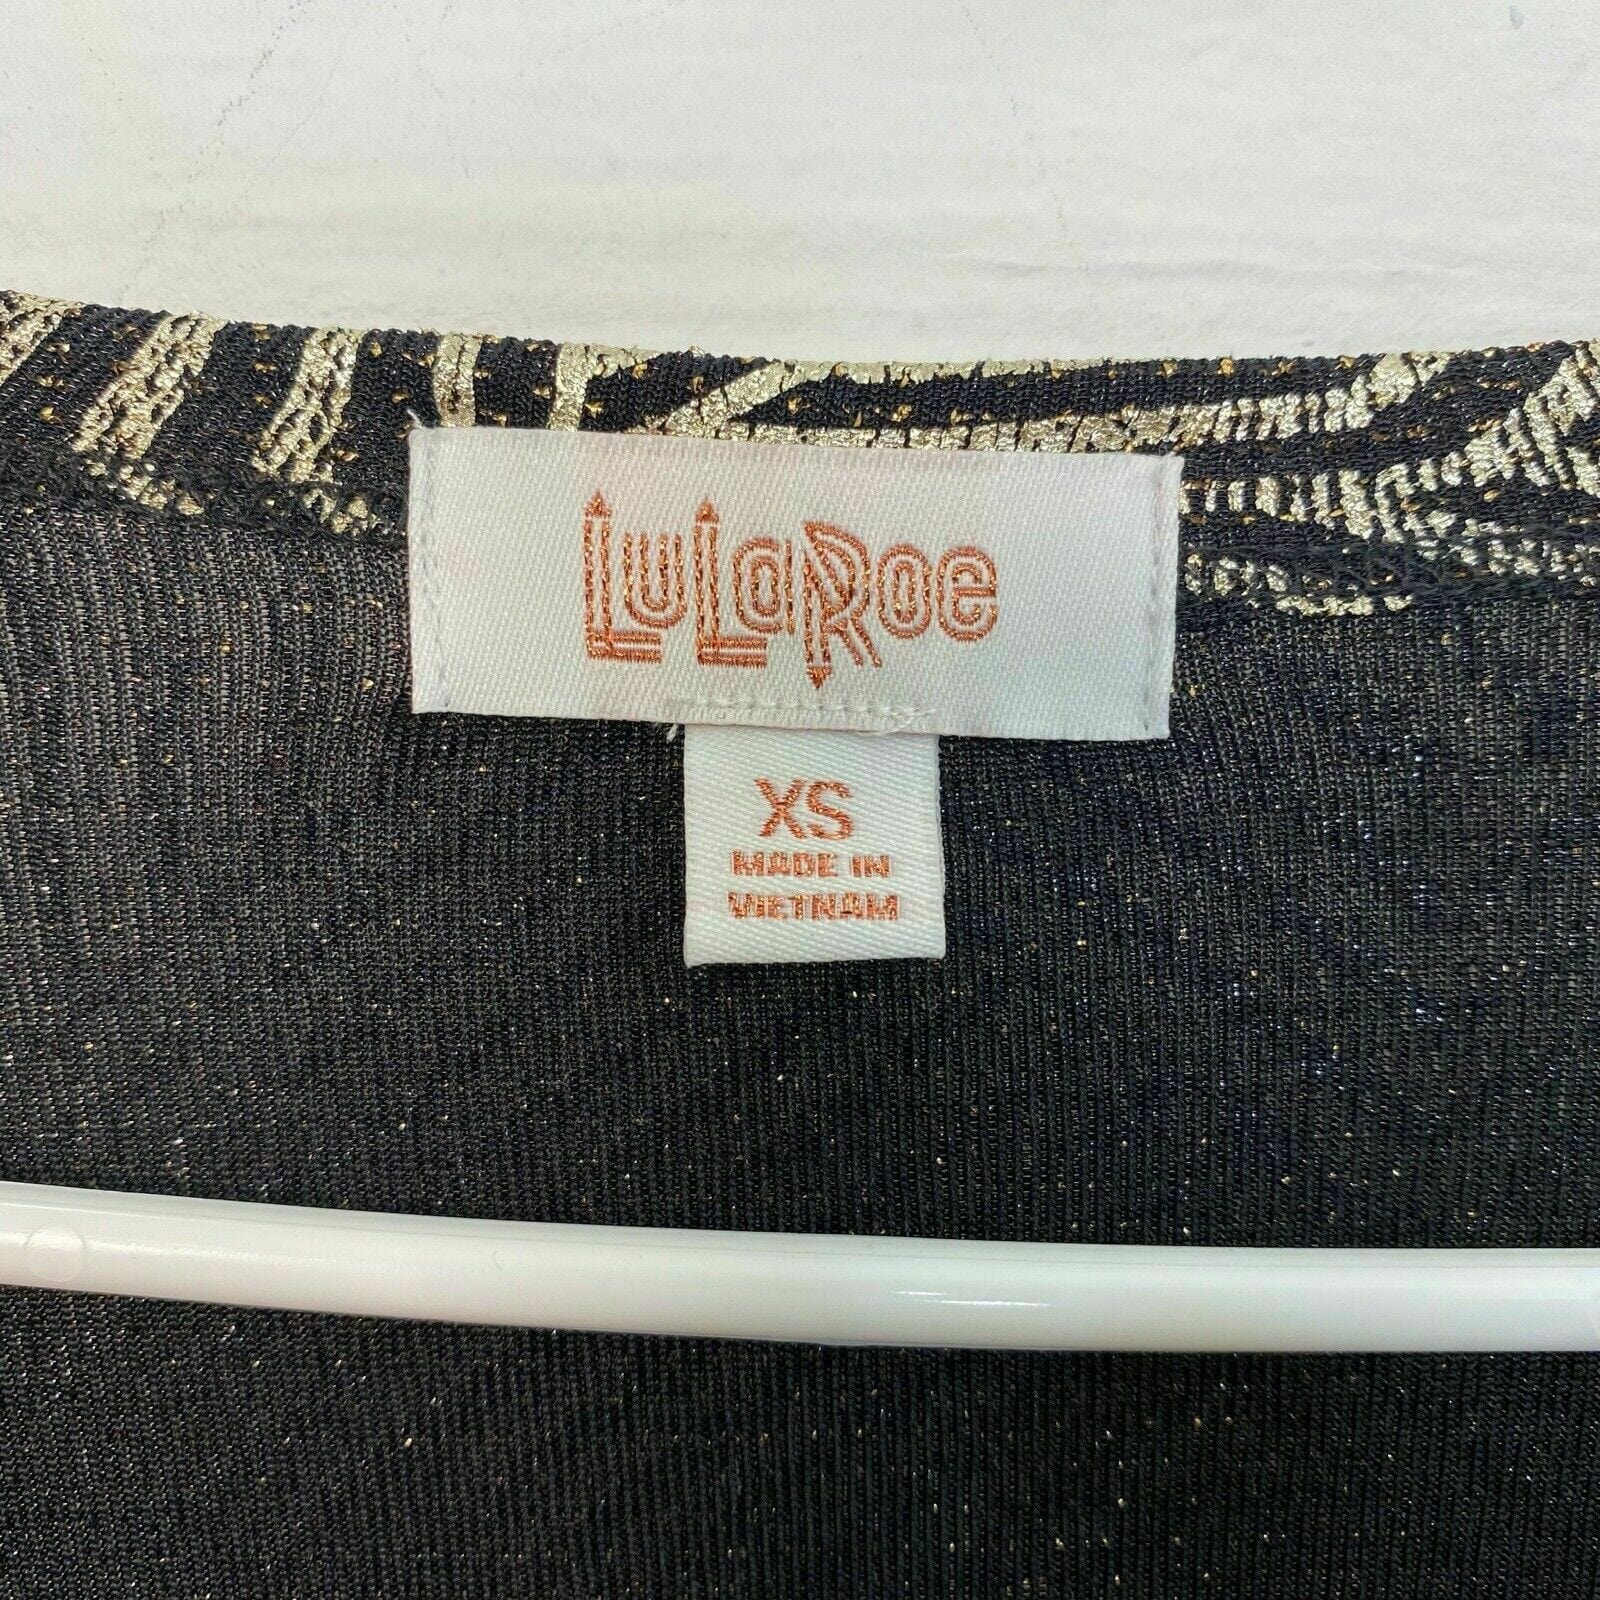 LuLaRoe
XS
MADE IN
VIETNAM